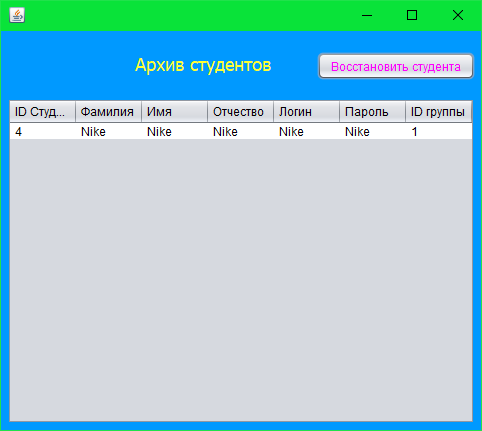 Архив студентов
Восстановить студента
ID Студ... Фамилия Имя Отчество Логин Пароль ID группы
4 Nike Nike Nike Nike Nike 1